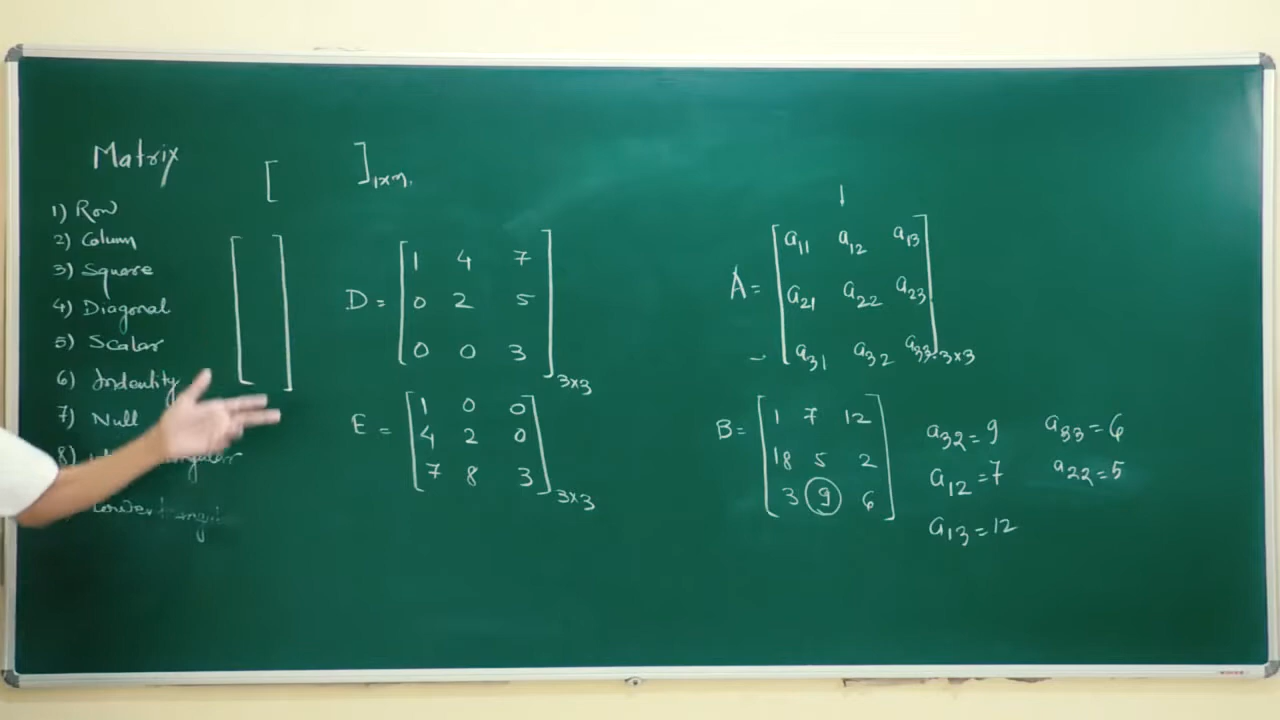 Matrix
[ ]1×n.
1) Row
2) Column
3) Square
4) Diagonal
5) Scalar
6) Indentity
7) Null
8)
Lower
D = [ 1 4 7
0 2 5
0 0 3 ]3×3
E = [ 1 0 0
4 2 0
7 8 3 ]3×3
A = [ a11 a12 a13
a21 a22 a23
a31 a32 a33 ]3×3
B = [ 1 7 12
18 5 2
3 9 6 ]
a32 = 9
a12 = 7
a13 = 12
a33 = 6
a22 = 5